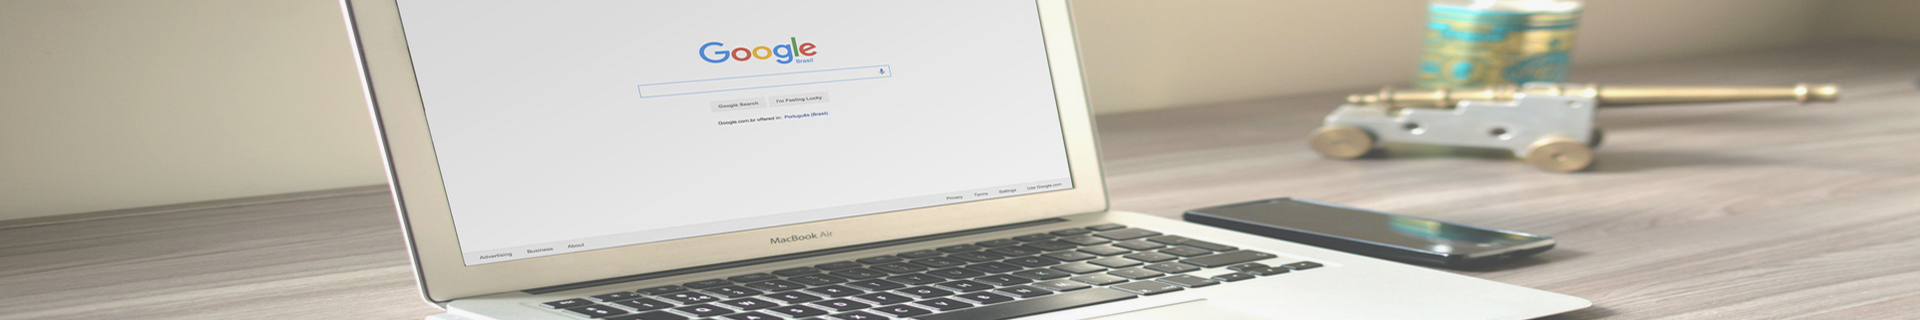 Google
Brasil
Google Search I'm Feeling Lucky
Google.com.br offered in: Português (Brasil)
Privacy Terms Settings Use Google.com
Advertising Business About
MacBook Air